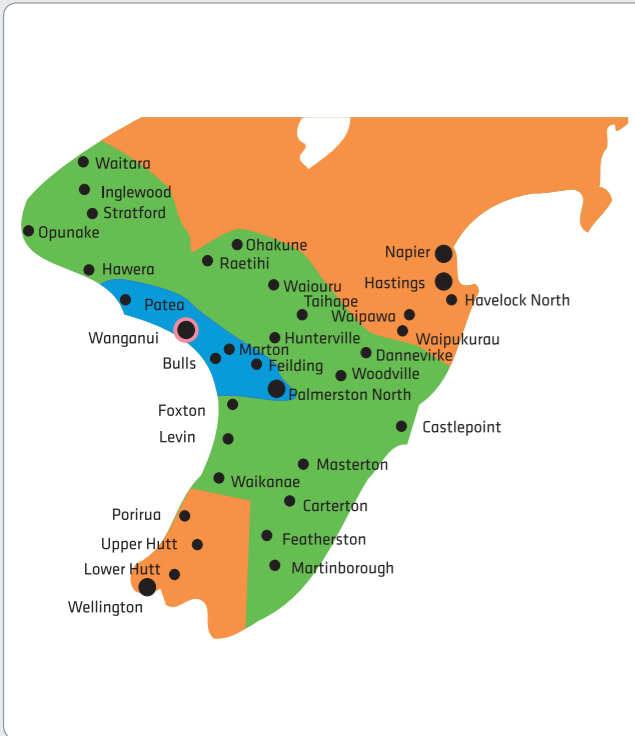 Waitara
Inglewood
Stratford
Opunake
Ohakune
Napier
Raetihi
Hawera
Hastings
Waiouru
Havelock North
Taihape
Patea
Waipawa
Wanganui
Hunterville
Waipukurau
Marton
Dannevirke
Bulls
Feilding
Woodville
Palmerston North
Foxton
Castlepoint
Levin
Masterton
Waikanae
Carterton
Porirua
Featherston
Upper Hutt
Lower Hutt
Martinborough
Wellington